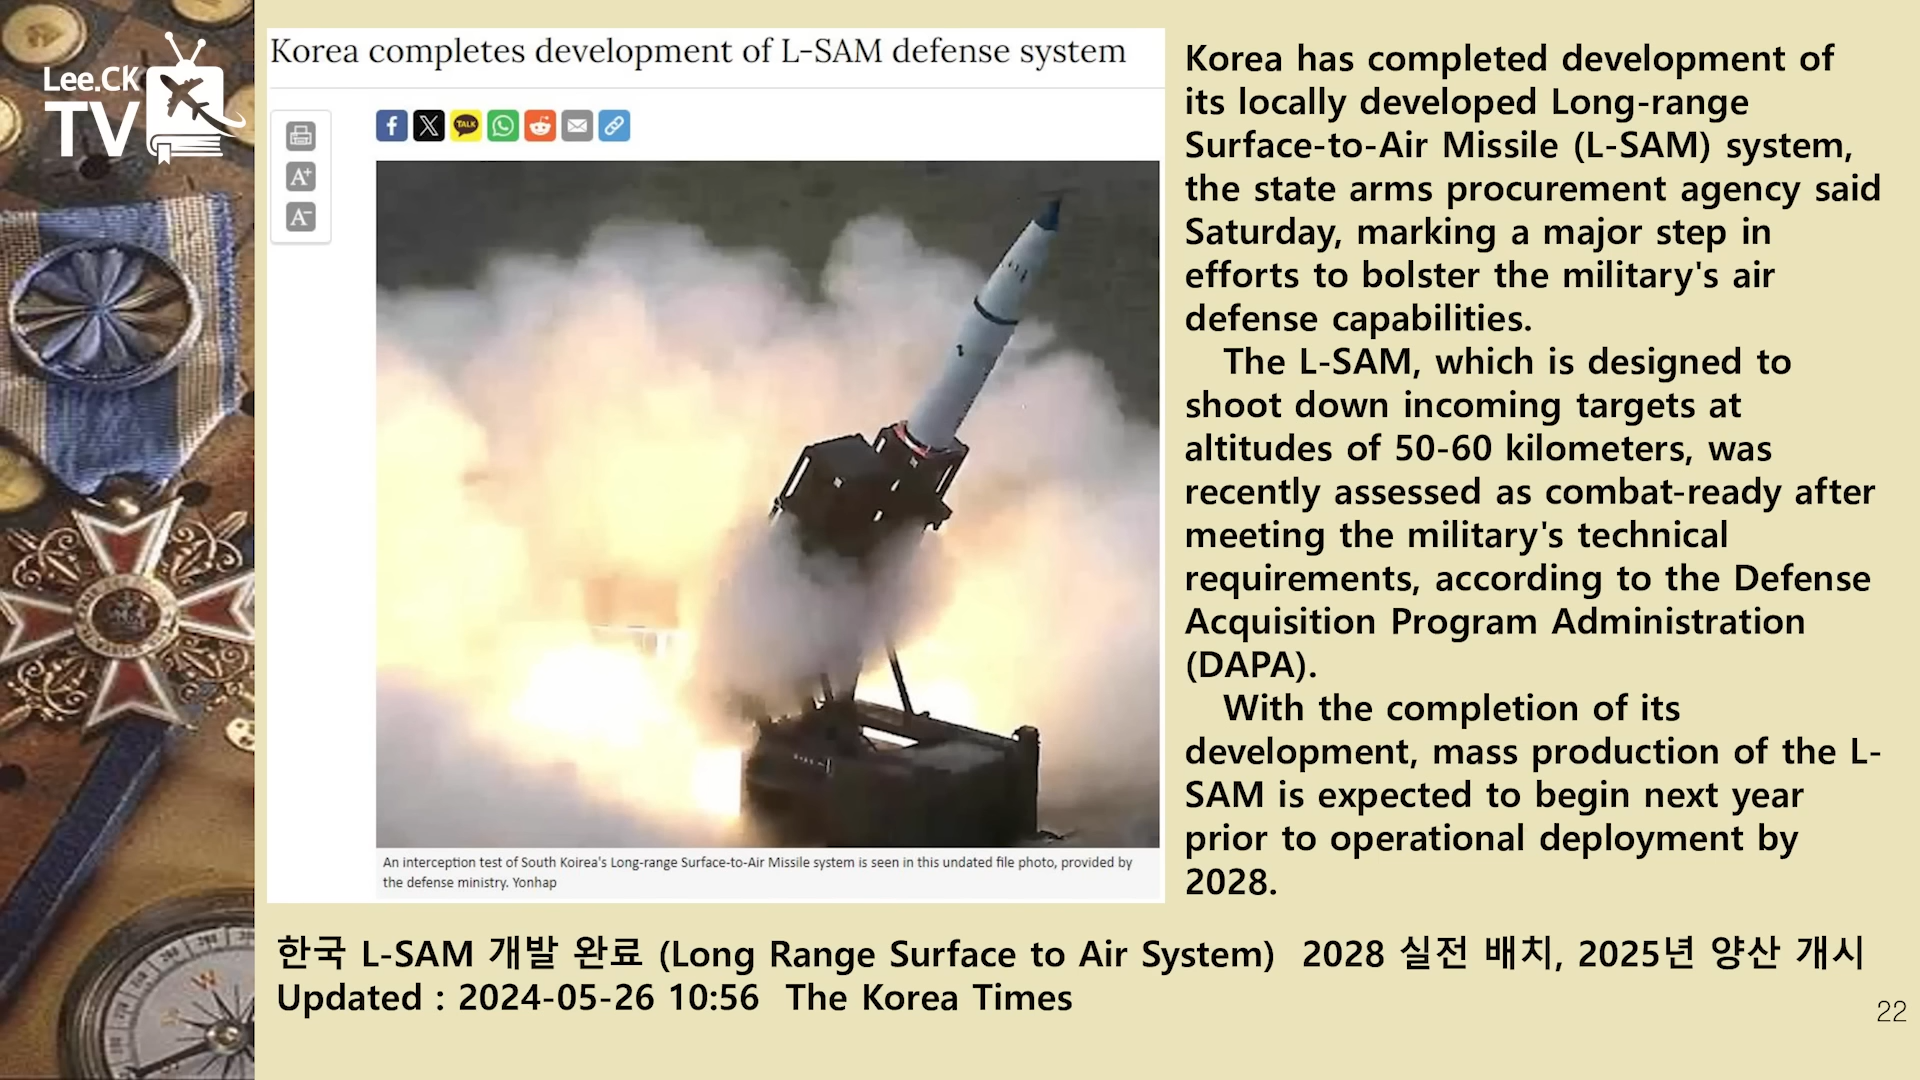 Lee.CK
TV
Korea completes development of L-SAM defense system
TALK
A+
A-
An interception test of South Koirea's Long-range Surface-to-Air Missile system is seen in this undated file photo, provided by
the defense ministry. Yonhap
Korea has completed development of
its locally developed Long-range
Surface-to-Air Missile (L-SAM) system,
the state arms procurement agency said
Saturday, marking a major step in
efforts to bolster the military's air
defense capabilities.
The L-SAM, which is designed to
shoot down incoming targets at
altitudes of 50-60 kilometers, was
recently assessed as combat-ready after
meeting the military's technical
requirements, according to the Defense
Acquisition Program Administration
(DAPA).
With the completion of its
development, mass production of the L-
SAM is expected to begin next year
prior to operational deployment by
2028.
한국 L-SAM 개발 완료 (Long Range Surface to Air System) 2028 실전 배치, 2025년 양산 개시
Updated : 2024-05-26 10:56 The Korea Times
22